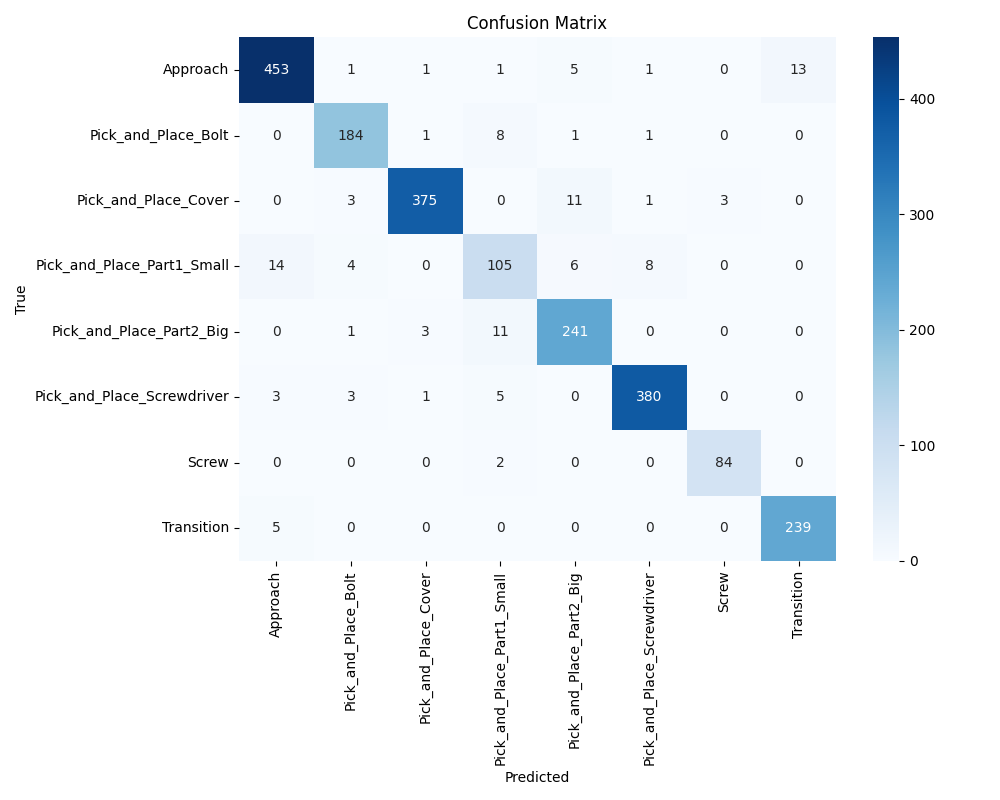 Confusion Matrix
Approach 453 1 1 1 5 1 0 13
Pick_and_Place_Bolt 0 184 1 8 1 1 0 0
Pick_and_Place_Cover 0 3 375 0 11 1 3 0
Pick_and_Place_Part1_Small 14 4 0 105 6 8 0 0
Pick_and_Place_Part2_Big 0 1 3 11 241 0 0 0
Pick_and_Place_Screwdriver 3 3 1 5 0 380 0 0
Screw 0 0 0 2 0 0 84 0
Transition 5 0 0 0 0 0 0 239
True
Approach
Pick_and_Place_Bolt
Pick_and_Place_Cover
Pick_and_Place_Part1_Small
Pick_and_Place_Part2_Big
Pick_and_Place_Screwdriver
Screw
Transition
Predicted
400
300
200
100
0